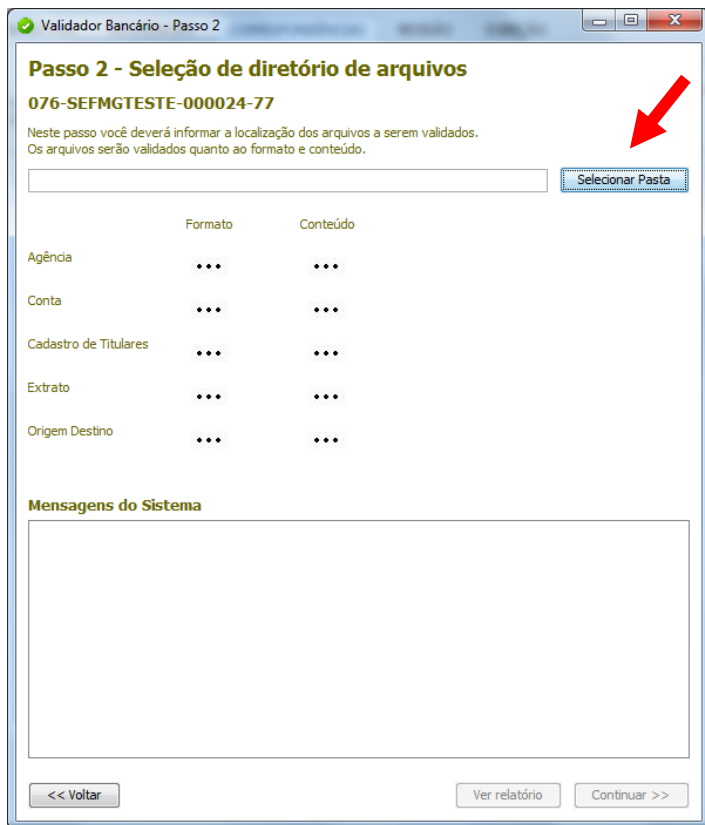 Validador Bancário - Passo 2
Passo 2 - Seleção de diretório de arquivos
076-SEFMGTESTE-000024-77
Neste passo você deverá informar a localização dos arquivos a serem validados.
Os arquivos serão validados quanto ao formato e conteúdo.
Selecionar Pasta
Formato Conteúdo
Agência ... ...
Conta ... ...
Cadastro de Titulares ... ...
Extrato ... ...
Origem Destino ... ...
Mensagens do Sistema
<< Voltar Ver relatório Continuar >>